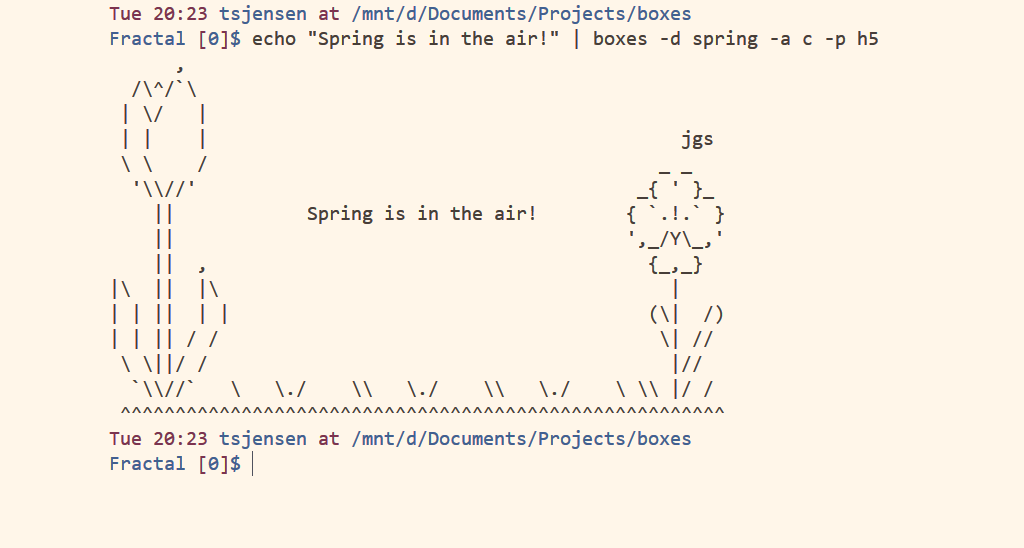 Tue 20:23 tsjensen at /mnt/d/Documents/Projects/boxes
Fractal [0]$ echo "Spring is in the air!" | boxes -d spring -a c -p h5
jgs
Spring is in the air!
Tue 20:23 tsjensen at /mnt/d/Documents/Projects/boxes
Fractal [0]$